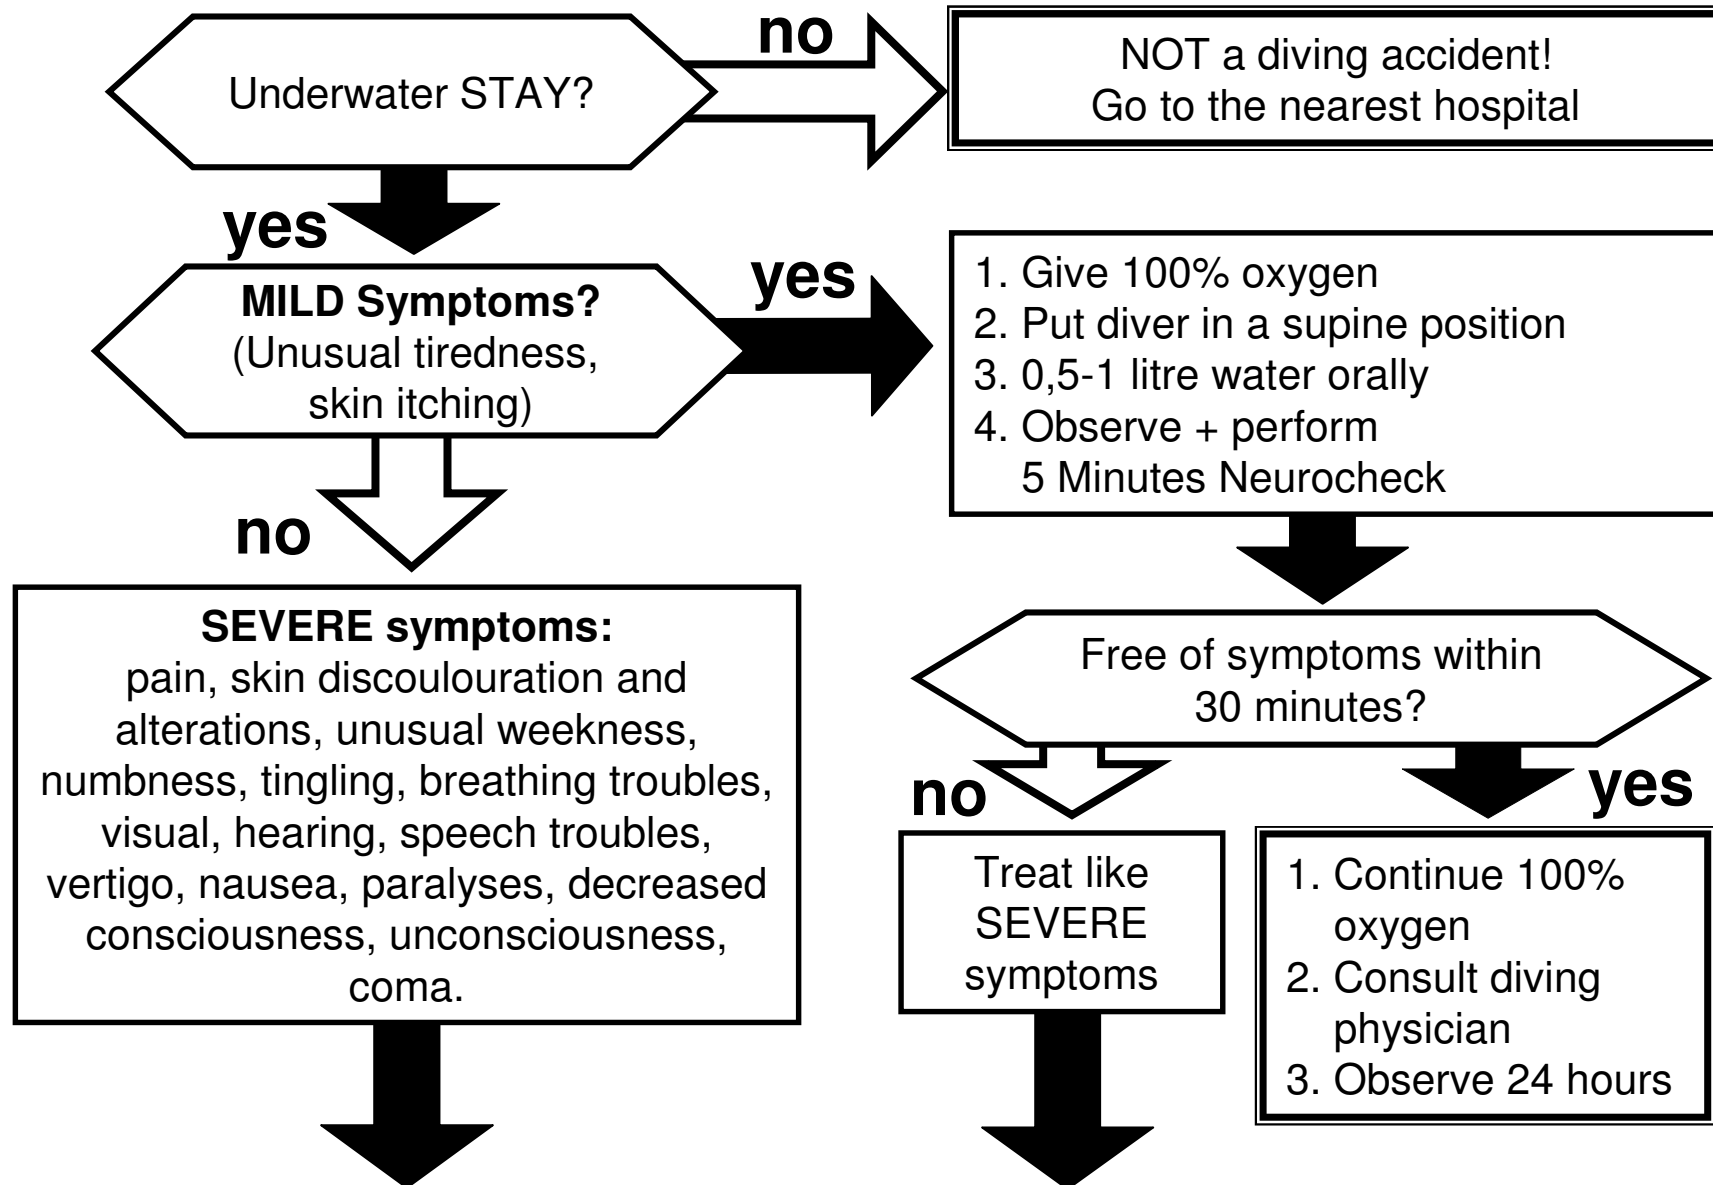 Underwater STAY?
no
NOT a diving accident!
Go to the nearest hospital
yes
MILD Symptoms?
(Unusual tiredness,
skin itching)
yes
1. Give 100% oxygen
2. Put diver in a supine position
3. 0,5-1 litre water orally
4. Observe + perform
5 Minutes Neurocheck
no
SEVERE symptoms:
pain, skin discoulouration and
alterations, unusual weekness,
numbness, tingling, breathing troubles,
visual, hearing, speech troubles,
vertigo, nausea, paralyses, decreased
consciousness, unconsciousness,
coma.
Free of symptoms within
30 minutes?
no
Treat like
SEVERE
symptoms
yes
1. Continue 100%
oxygen
2. Consult diving
physician
3. Observe 24 hours